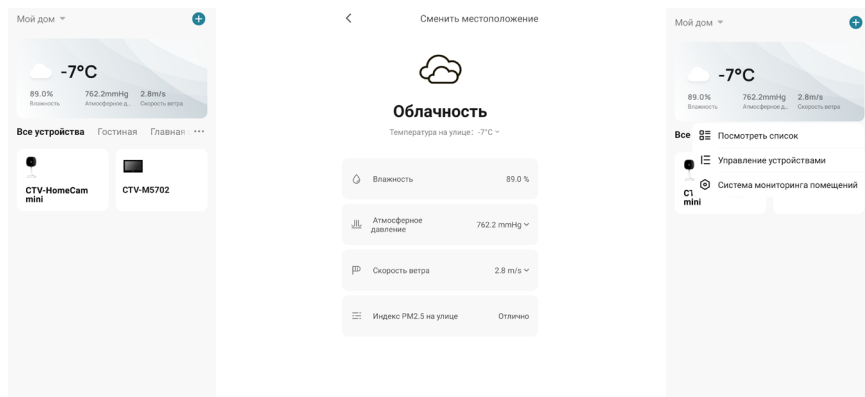 Мой дом
-7°C
89.0% 762.2mmHg 2.8m/s
Влажность Атмосферное д... Скорость ветра
Все устройства Гостиная Главная ...
CTV-HomeCam mini
CTV-M5702
Сменить местоположение
Облачность
Температура на улице: -7°C
Влажность 89.0 %
Атмосферное
давление
762.2 mmHg
Скорость ветра 2.8 m/s
Индекс PM2.5 на улице Отлично
Мой дом
-7°C
89.0% 762.2mmHg 2.8m/s
Влажность Атмосферное д... Скорость ветра
Все
Посмотреть список
Управление устройствами
Система мониторинга помещений
mini